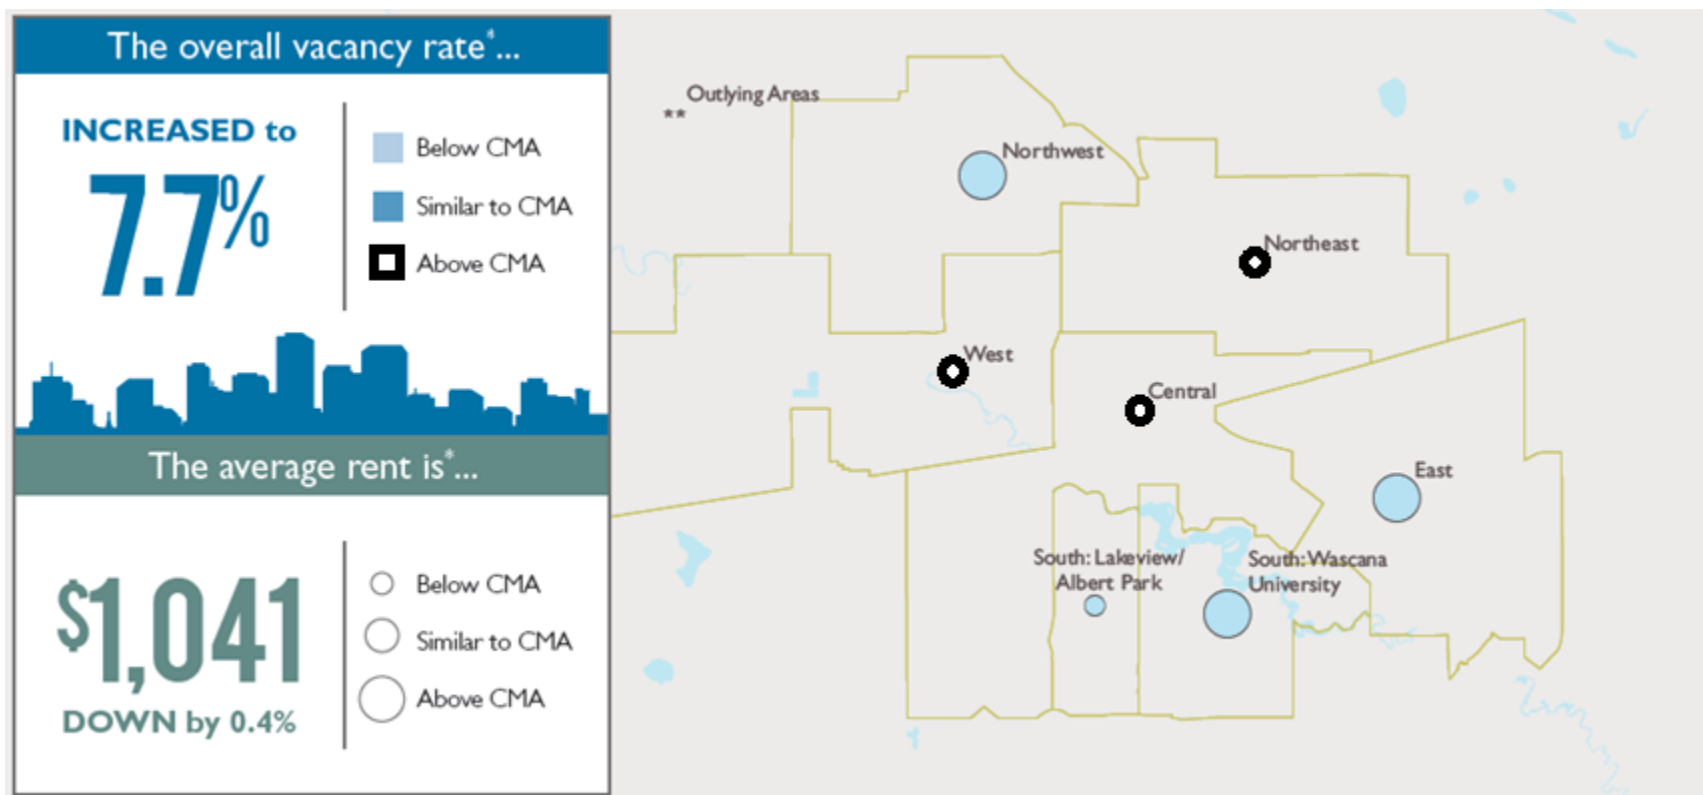 The overall vacancy rate*...
INCREASED to
7.7%
Below CMA
Similar to CMA
Above CMA
The average rent is*...
$1,041
DOWN by 0.4%
Below CMA
Similar to CMA
Above CMA
Outlying Areas
**
Northwest
Northeast
West
Central
East
South: Lakeview/
Albert Park
South: Wascana
University